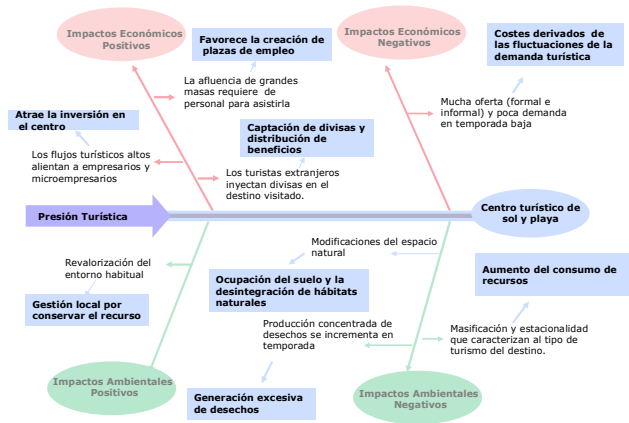 Impactos Económicos
Positivos
Favorece la creación de
plazas de empleo
La afluencia de grandes
masas requiere de
personal para asistirla
Atrae la inversión en
el centro
Los flujos turísticos altos
alientan a empresarios y
microempresarios
Captación de divisas y
distribución de
beneficios
Los turistas extranjeros
inyectan divisas en el
destino visitado.
Impactos Económicos
Negativos
Costes derivados de
las fluctuaciones de la
demanda turística
Mucha oferta (formal e
informal) y poca demanda
en temporada baja
Presión Turística
Centro turístico de
sol y playa
Revalorización del
entorno habitual
Gestión local por
conservar el recurso
Impactos Ambientales
Positivos
Modificaciones del espacio
natural
Ocupación del suelo y la
desintegración de hábitats
naturales
Producción concentrada de
desechos se incrementa en
temporada
Generación excesiva
de desechos
Aumento del consumo de
recursos
Masificación y estacionalidad
que caracterizan al tipo de
turismo del destino.
Impactos Ambientales
Negativos